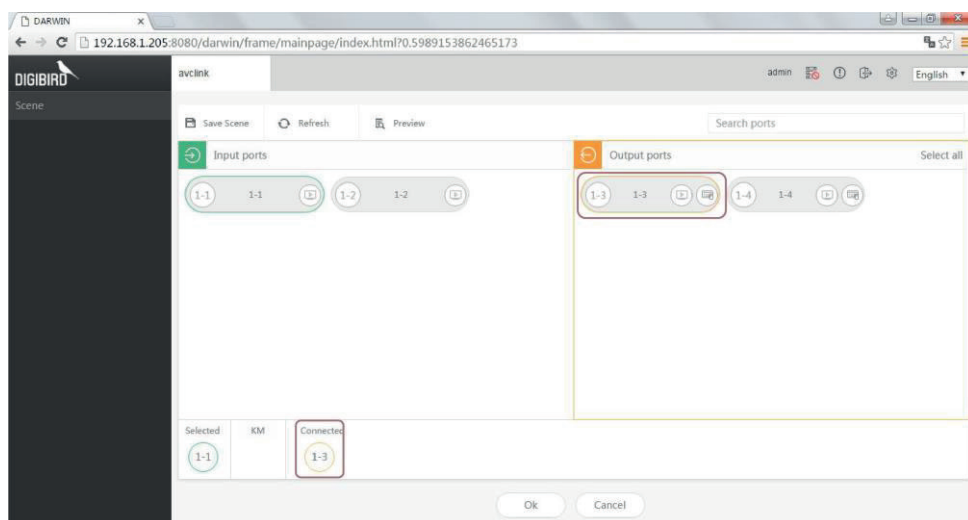 DARWIN
192.168.1.205:8080/darwin/frame/mainpage/index.html?0.5989153862465173
DIGIBIRD
avclink
admin
English
Scene
Save Scene
Refresh
Preview
Search ports
Input ports
Output ports
Select all
1-1 1-1
1-2 1-2
1-3 1-3
1-4 1-4
Selected
KM
Connected
1-1
1-3
Ok
Cancel